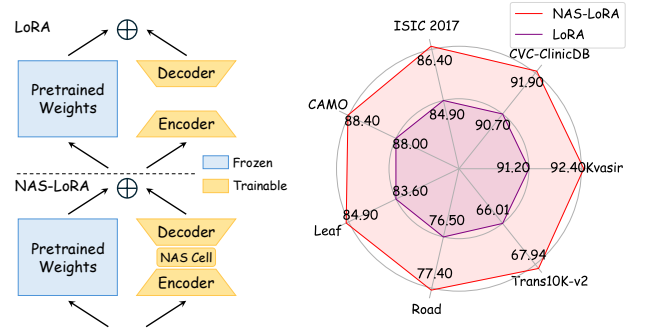 LoRA
Decoder
Pretrained
Weights
Encoder
Frozen
Trainable
NAS-LoRA
Decoder
Pretrained
Weights
NAS Cell
Encoder
NAS-LoRA
LoRA
ISIC 2017
CVC-ClinicDB
86.40
91.90
CAMO
88.40
84.90
90.70
88.00
91.20
92.40
Kvasir
83.60
84.90
Leaf
76.50
66.01
67.94
77.40
Trans10K-v2
Road